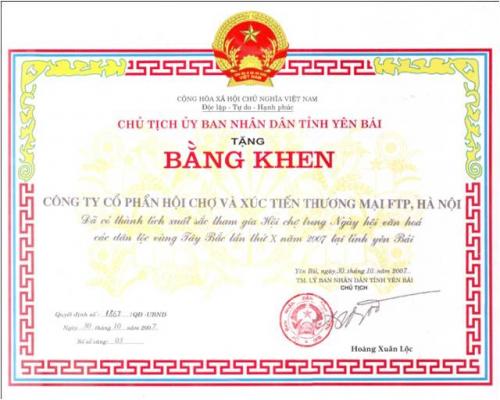 CỘNG HÒA XÃ HỘI CHỦ NGHĨA VIỆT NAM
Độc lập - Tự do - Hạnh phúc
CHỦ TỊCH ỦY BAN NHÂN DÂN TỈNH YÊN BÁI
TẶNG
BẰNG KHEN
CÔNG TY CỔ PHẦN HỘI CHỢ VÀ XÚC TIẾN THƯƠNG MẠI FTP, HÀ NỘI
Đã có thành tích xuất sắc tham gia Hội chợ trong Ngày hội văn hoá
các dân tộc vùng Tây Bắc lần thứ X năm 2007 tại tỉnh yên Bái
Yên Bái, ngày 30 tháng 10 năm 2007
TM. ỦY BAN NHÂN DÂN TỈNH YÊN BÁI
CHỦ TỊCH
Quyết định số: /QĐ-UBND
Ngày 30 tháng 10 năm 2007
Số sổ vàng: 03
Hoàng Xuân Lộc